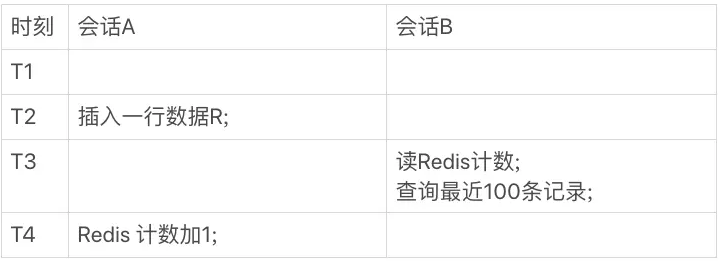 时刻 会话A 会话B
T1
T2 插入一行数据R;
T3 读Redis计数;
查询最近100条记录;
T4 Redis 计数加1;